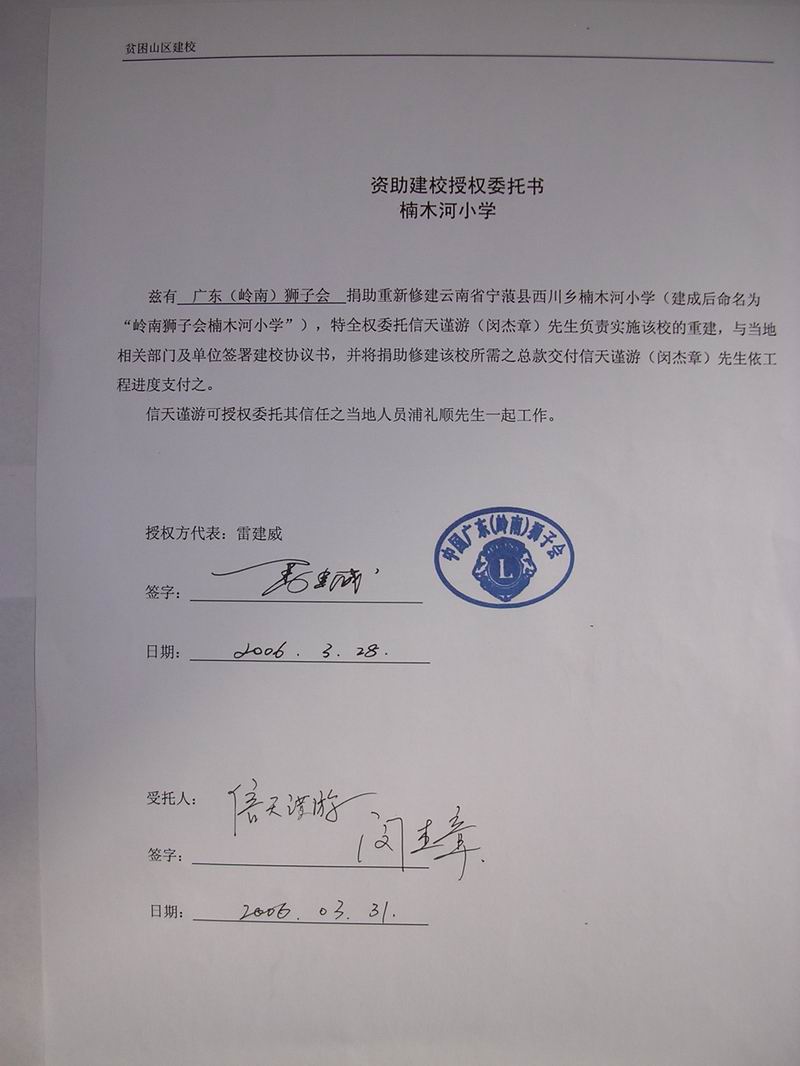 贫困山区建校
资助建校授权委托书
楠木河小学
兹有 广东（岭南）狮子会 捐助重新修建云南省宁蒗县西川乡楠木河小学（建成后命名为
“岭南狮子会楠木河小学”），特全权委托信天谨游（闵杰章）先生负责实施该校的重建，与当地
相关部门及单位签署建校协议书，并将捐助修建该校所需之总款交付信天谨游（闵杰章）先生依工
程进度支付之。
信天谨游可授权委托其信任之当地人员浦礼顺先生一起工作。
授权方代表：雷建威
中国广东(岭南)狮子会
L
签字：雷建威
日期：2006.3.28.
受托人：信天谨游
签字：闵杰章.
日期：2006.03.31.